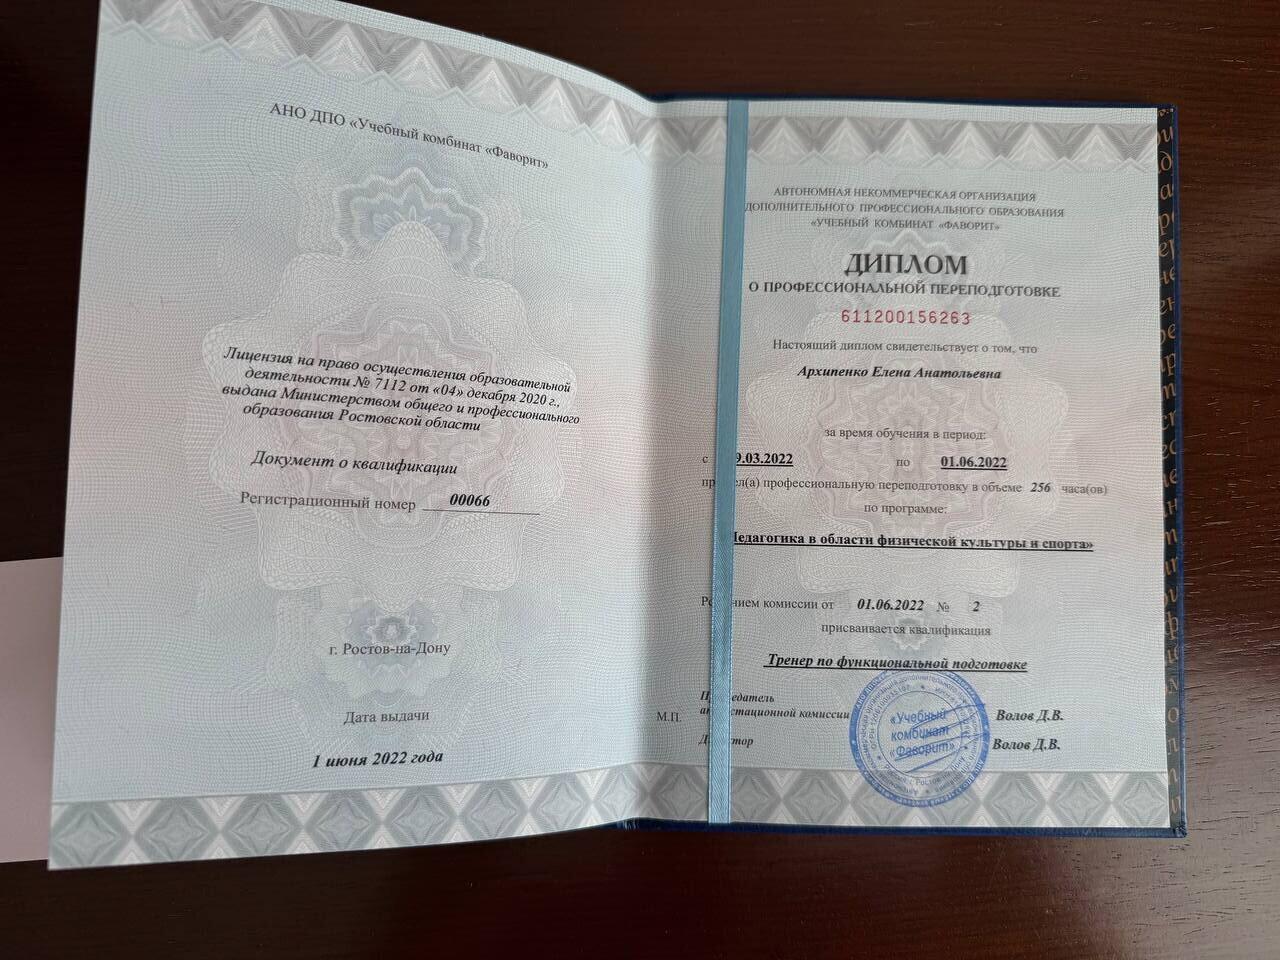 АНО ДПО «Учебный комбинат «Фаворит»
Лицензия на право осуществления образовательной
деятельности № 7112 от «04» декабря 2020 г.,
выдана Министерством общего и профессионального
образования Ростовской области
Документ о квалификации
Регистрационный номер 00066
г. Ростов-на-Дону
Дата выдачи
1 июня 2022 года
АВТОНОМНАЯ НЕКОММЕРЧЕСКАЯ ОРГАНИЗАЦИЯ
ДОПОЛНИТЕЛЬНОГО ПРОФЕССИОНАЛЬНОГО ОБРАЗОВАНИЯ
«УЧЕБНЫЙ КОМБИНАТ «ФАВОРИТ»
ДИПЛОМ
О ПРОФЕССИОНАЛЬНОЙ ПЕРЕПОДГОТОВКЕ
611200156263
Настоящий диплом свидетельствует о том, что
Архипенко Елена Анатольевна
за время обучения в период:
с 9.03.2022 по 01.06.2022
профессиональную переподготовку в объеме 256 часа(ов)
по программе:
едагогика в области физической культуры и спорта»
комиссии от 01.06.2022 № 2
присваивается квалификация
Тренер по функциональной подготовке
комиссии Волов Д.В.
М.П.
Волов Д.В.
«Учебный
комбинат
«Фаворит»